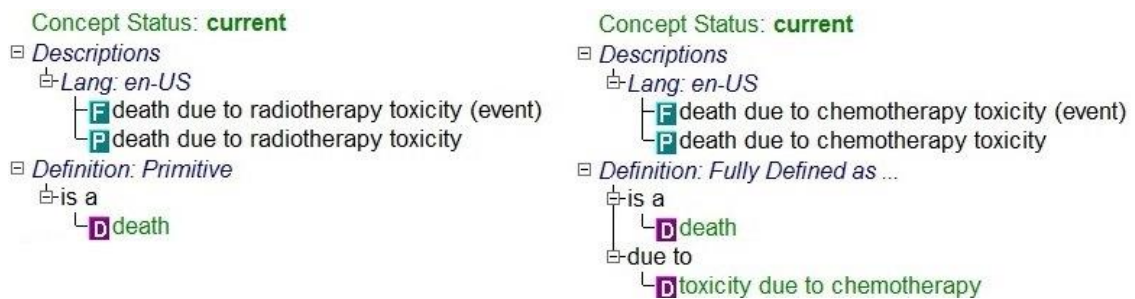 Concept Status: current
Descriptions
Lang: en-US
F death due to radiotherapy toxicity (event)
P death due to radiotherapy toxicity
Definition: Primitive
is a
D death
Concept Status: current
Descriptions
Lang: en-US
F death due to chemotherapy toxicity (event)
P death due to chemotherapy toxicity
Definition: Fully Defined as ...
is a
D death
due to
D toxicity due to chemotherapy